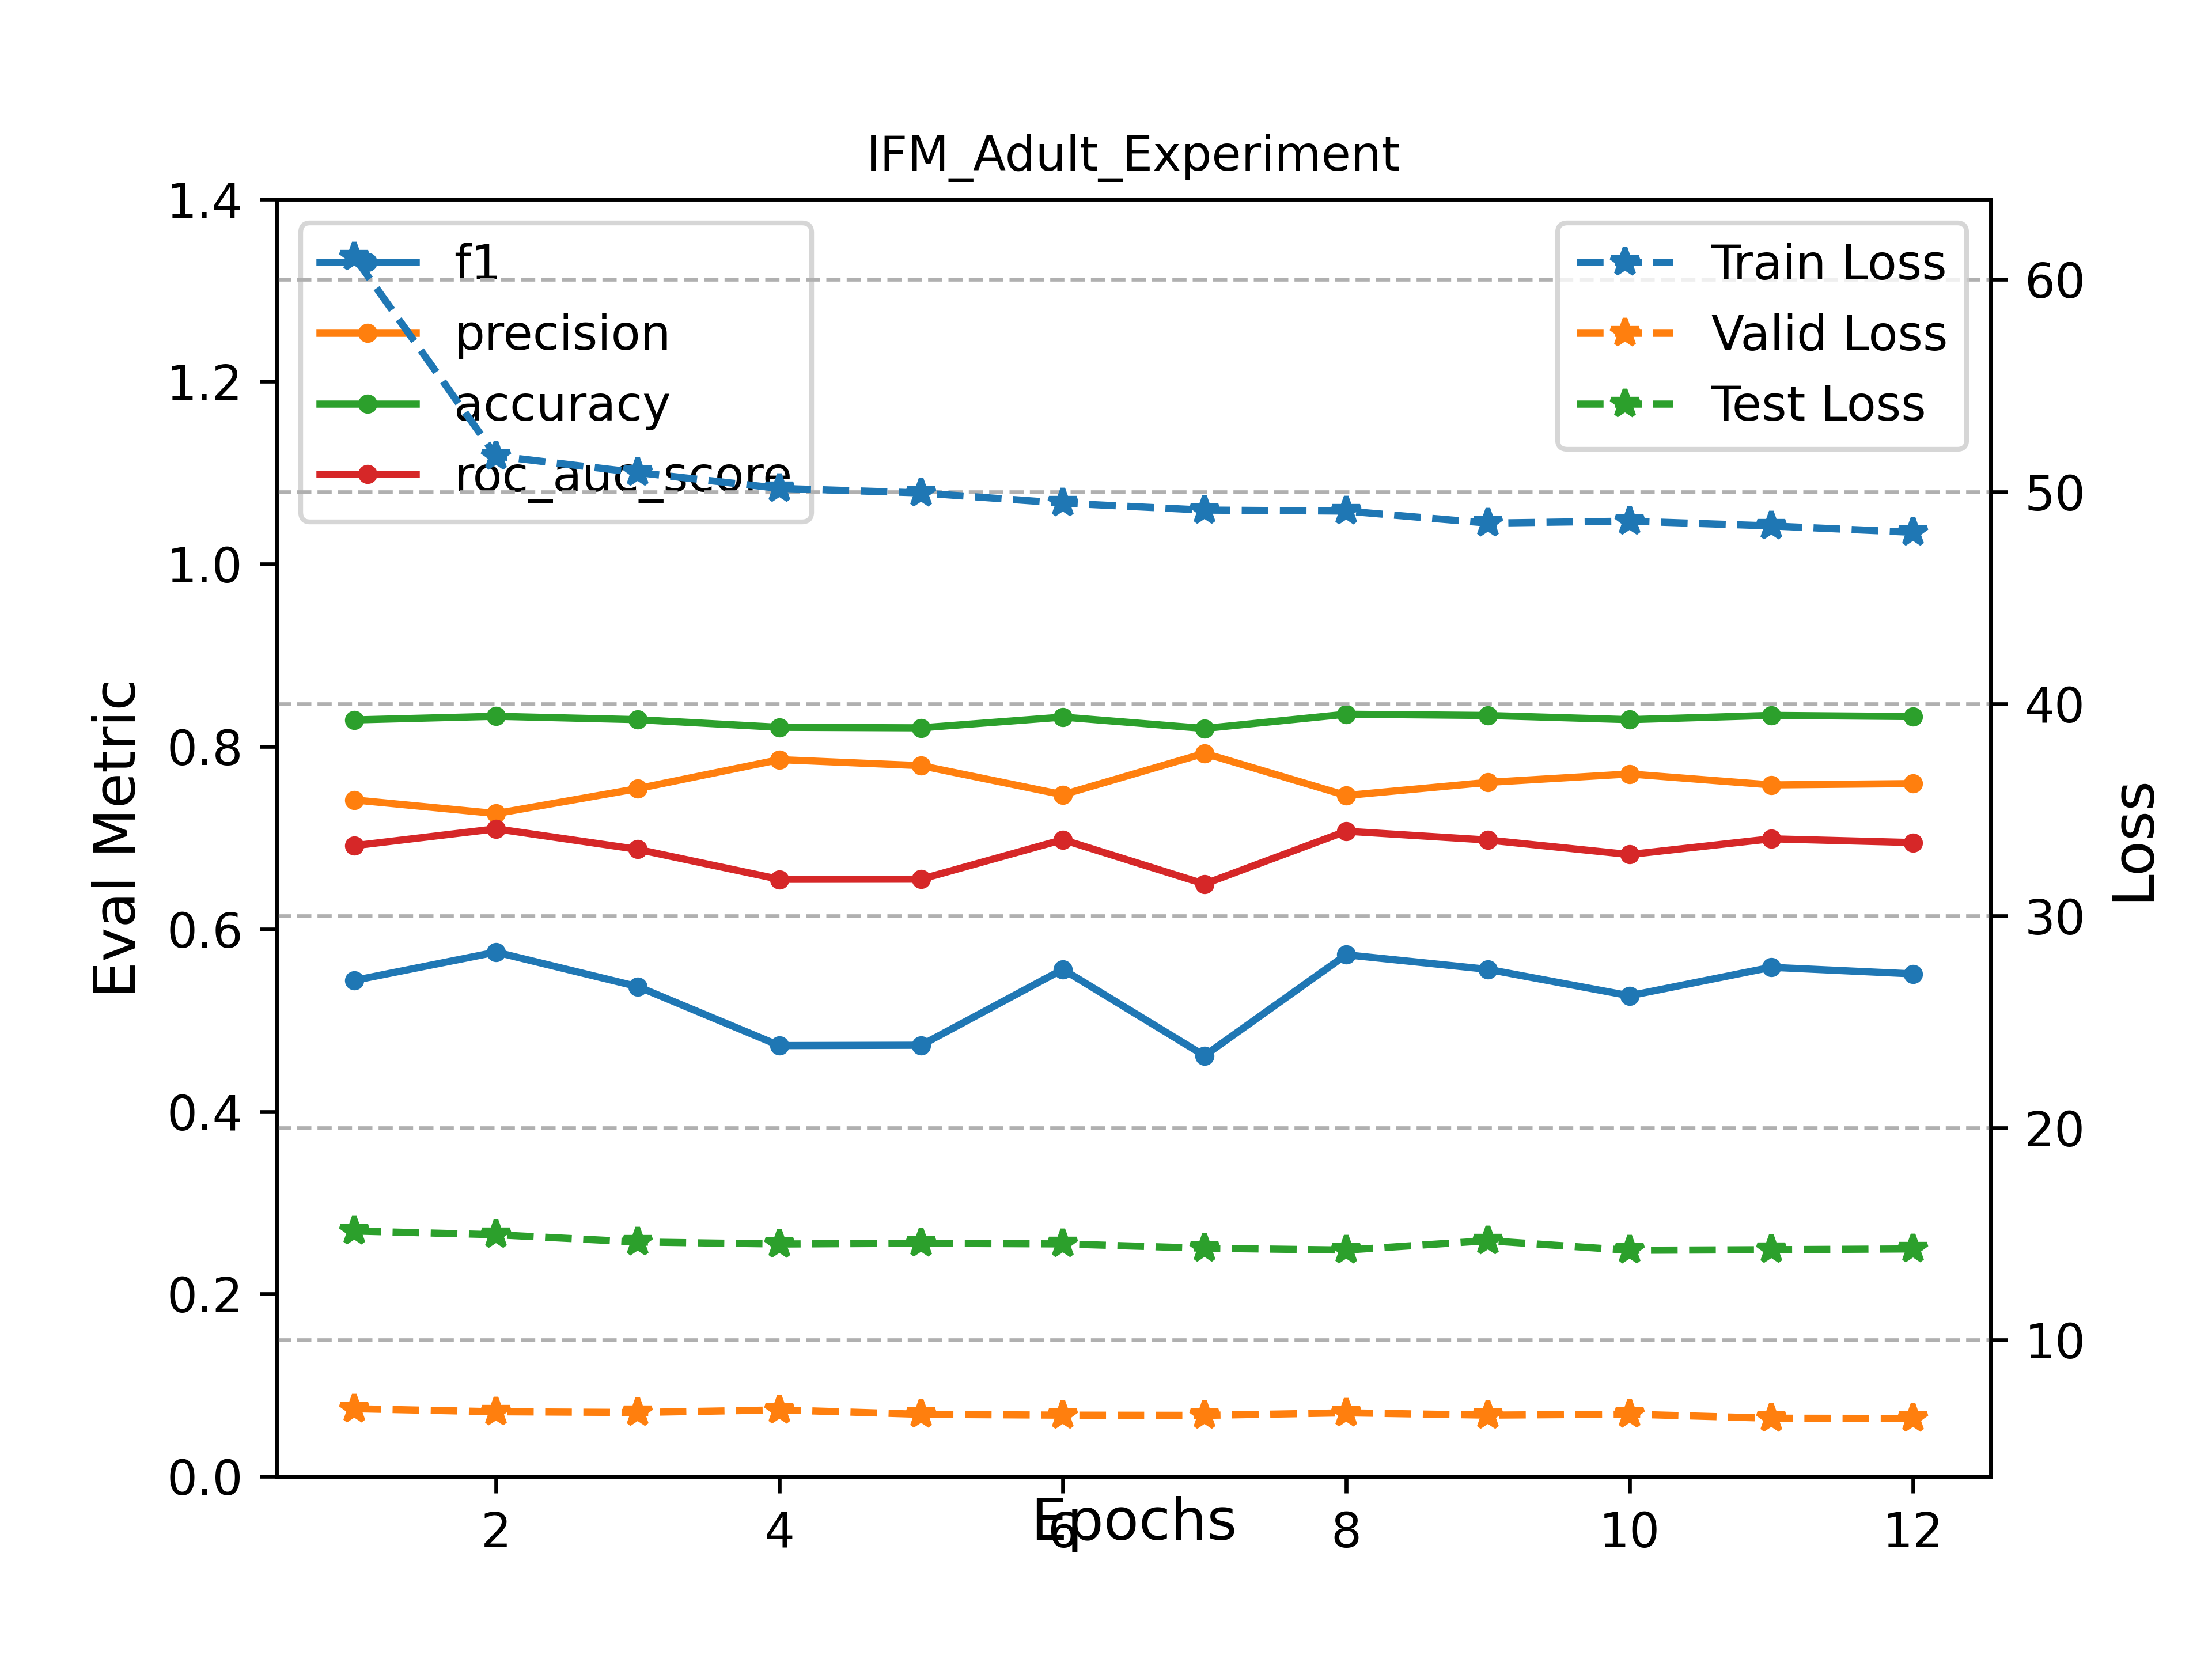 IFM_Adult_Experiment
1.4
1.2
1.0
0.8
0.6
0.4
0.2
0.0
Eval Metric
f1
precision
accuracy
roc_auc_score
Train Loss
Valid Loss
Test Loss
60
50
40
30
20
10
Loss
2 4 6 8 10 12
Epochs